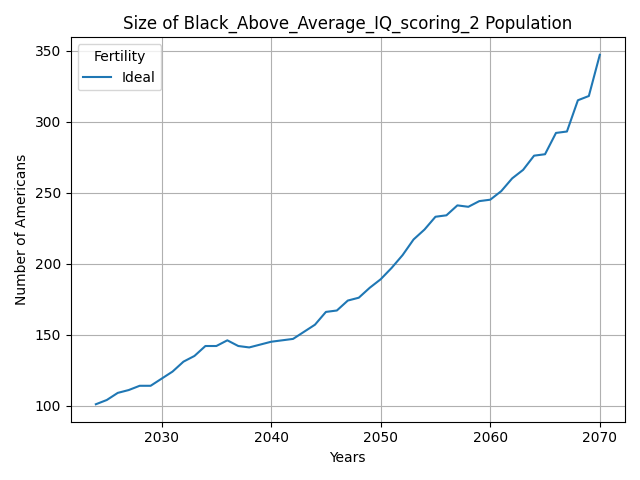 Size of Black_Above_Average_IQ_scoring_2 Population
Fertility
Ideal
350
300
250
200
150
100
Number of Americans
2030 2040 2050 2060 2070
Years